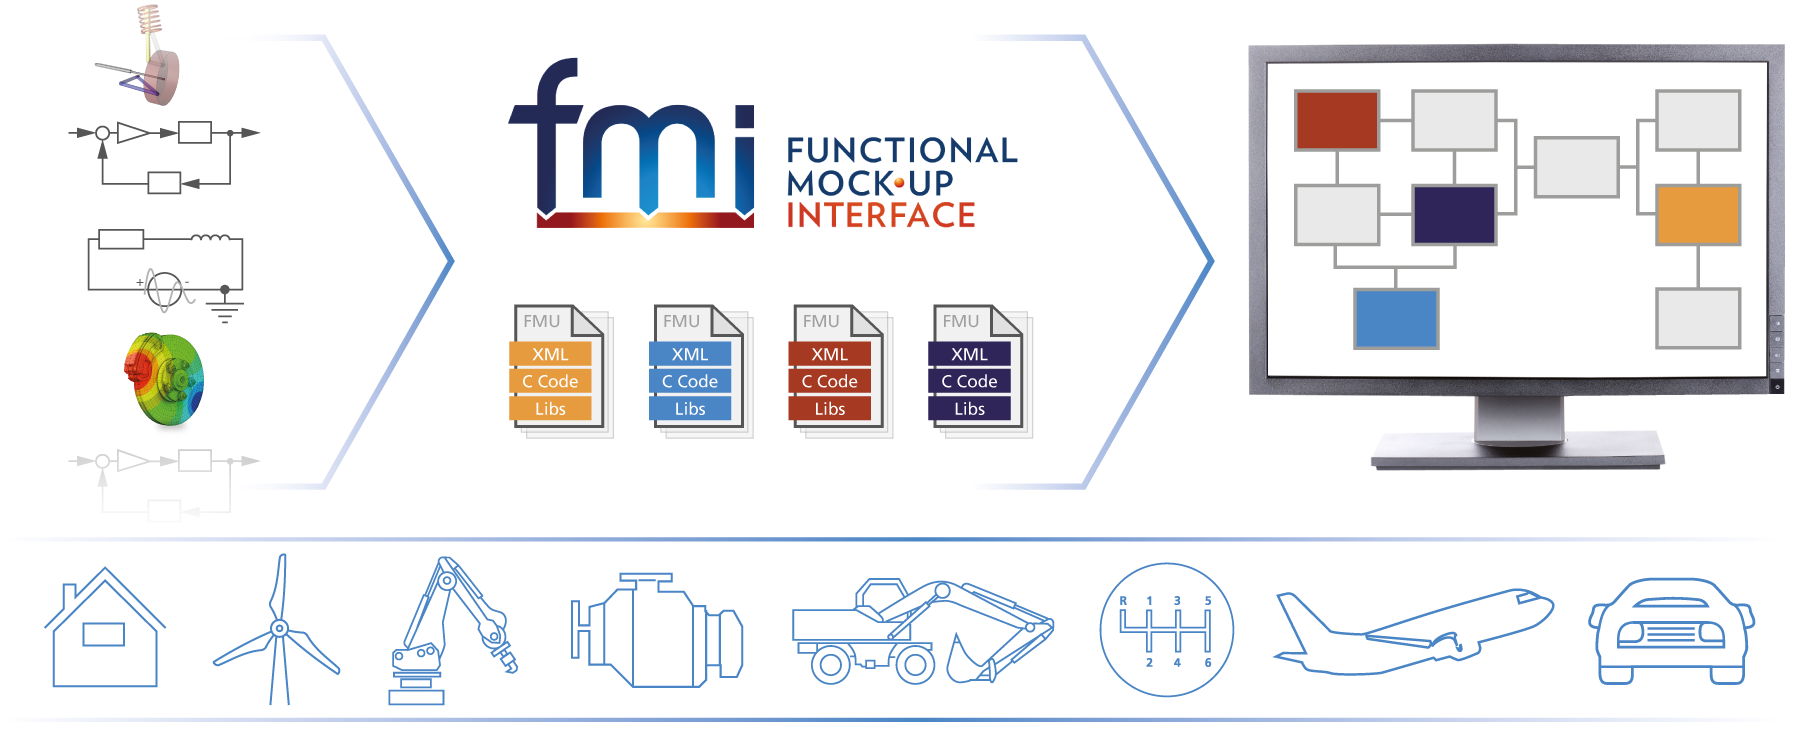 fmi
FUNCTIONAL
MOCK•UP
INTERFACE
+ -
FMU FMU FMU FMU
XML XML XML XML
C Code C Code C Code C Code
Libs Libs Libs Libs
R 1 3 5
2 4 6